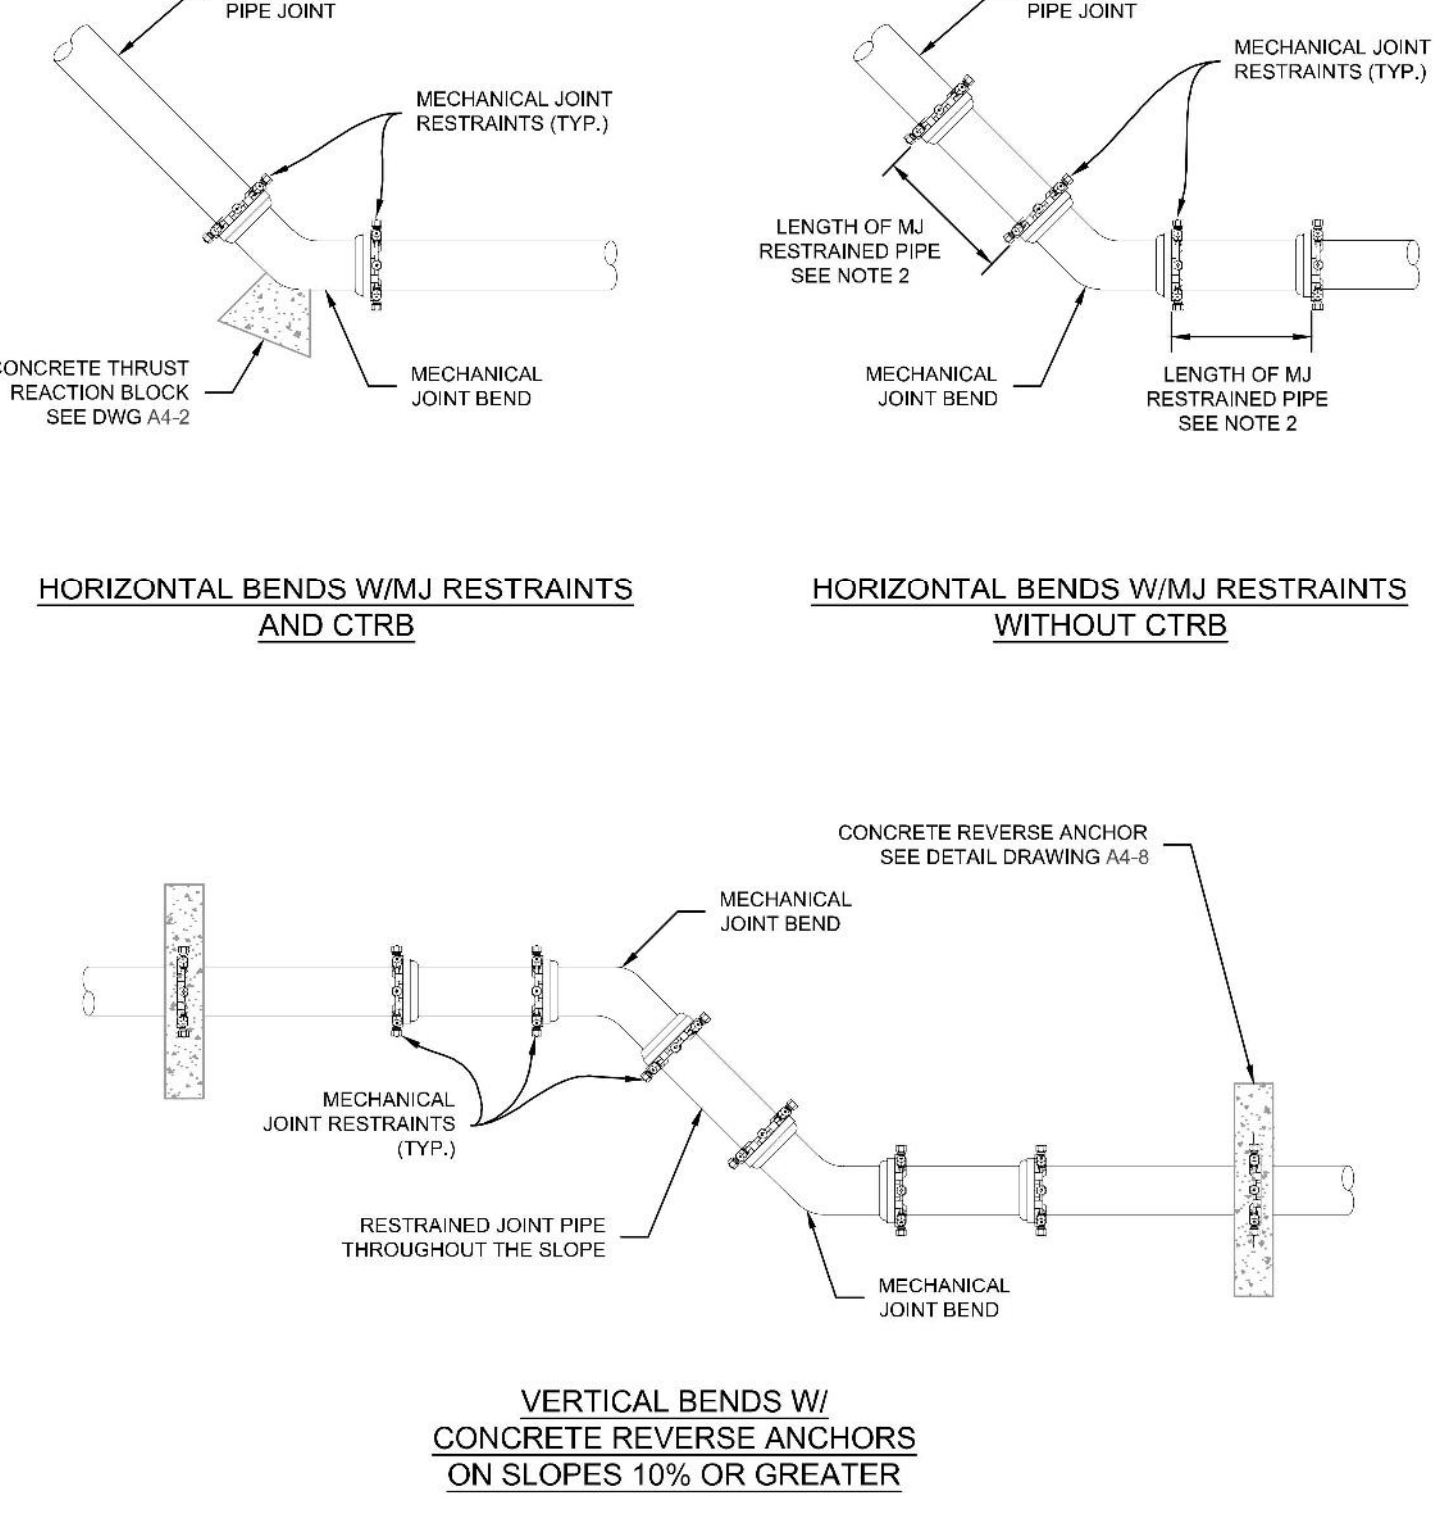 PIPE JOINT
MECHANICAL JOINT
RESTRAINTS (TYP.)
CONCRETE THRUST
REACTION BLOCK
SEE DWG A4-2
MECHANICAL
JOINT BEND
HORIZONTAL BENDS W/MJ RESTRAINTS
AND CTRB
PIPE JOINT
MECHANICAL JOINT
RESTRAINTS (TYP.)
LENGTH OF MJ
RESTRAINED PIPE
SEE NOTE 2
MECHANICAL
JOINT BEND
LENGTH OF MJ
RESTRAINED PIPE
SEE NOTE 2
HORIZONTAL BENDS W/MJ RESTRAINTS
WITHOUT CTRB
CONCRETE REVERSE ANCHOR
SEE DETAIL DRAWING A4-8
MECHANICAL
JOINT BEND
MECHANICAL
JOINT RESTRAINTS
(TYP.)
RESTRAINED JOINT PIPE
THROUGHOUT THE SLOPE
MECHANICAL
JOINT BEND
VERTICAL BENDS W/
CONCRETE REVERSE ANCHORS
ON SLOPES 10% OR GREATER